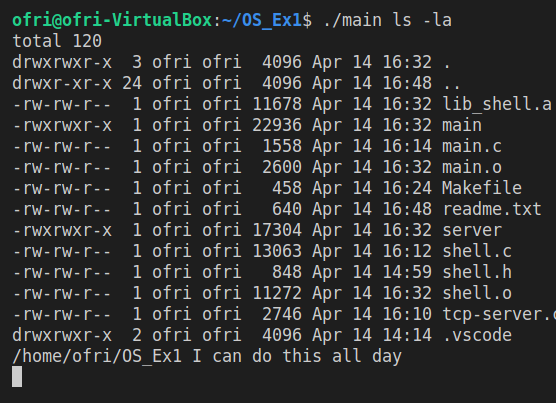 ofri@ofri-VirtualBox:~/OS_Ex1$ ./main ls -la
total 120
drwxrwxr-x  3 ofri ofri  4096 Apr 14 16:32 .
drwxr-xr-x 24 ofri ofri  4096 Apr 14 16:48 ..
-rw-rw-r--  1 ofri ofri 11678 Apr 14 16:32 lib_shell.a
-rwxrwxr-x  1 ofri ofri 22936 Apr 14 16:32 main
-rw-rw-r--  1 ofri ofri  1558 Apr 14 16:14 main.c
-rw-rw-r--  1 ofri ofri  2600 Apr 14 16:32 main.o
-rw-rw-r--  1 ofri ofri   458 Apr 14 16:24 Makefile
-rw-rw-r--  1 ofri ofri   640 Apr 14 16:48 readme.txt
-rwxrwxr-x  1 ofri ofri 17304 Apr 14 16:32 server
-rw-rw-r--  1 ofri ofri 13063 Apr 14 16:12 shell.c
-rw-rw-r--  1 ofri ofri   848 Apr 14 14:59 shell.h
-rw-rw-r--  1 ofri ofri 11272 Apr 14 16:32 shell.o
-rw-rw-r--  1 ofri ofri  2746 Apr 14 16:10 tcp-server.c
drwxrwxr-x  2 ofri ofri  4096 Apr 14 14:14 .vscode
/home/ofri/OS_Ex1 I can do this all day